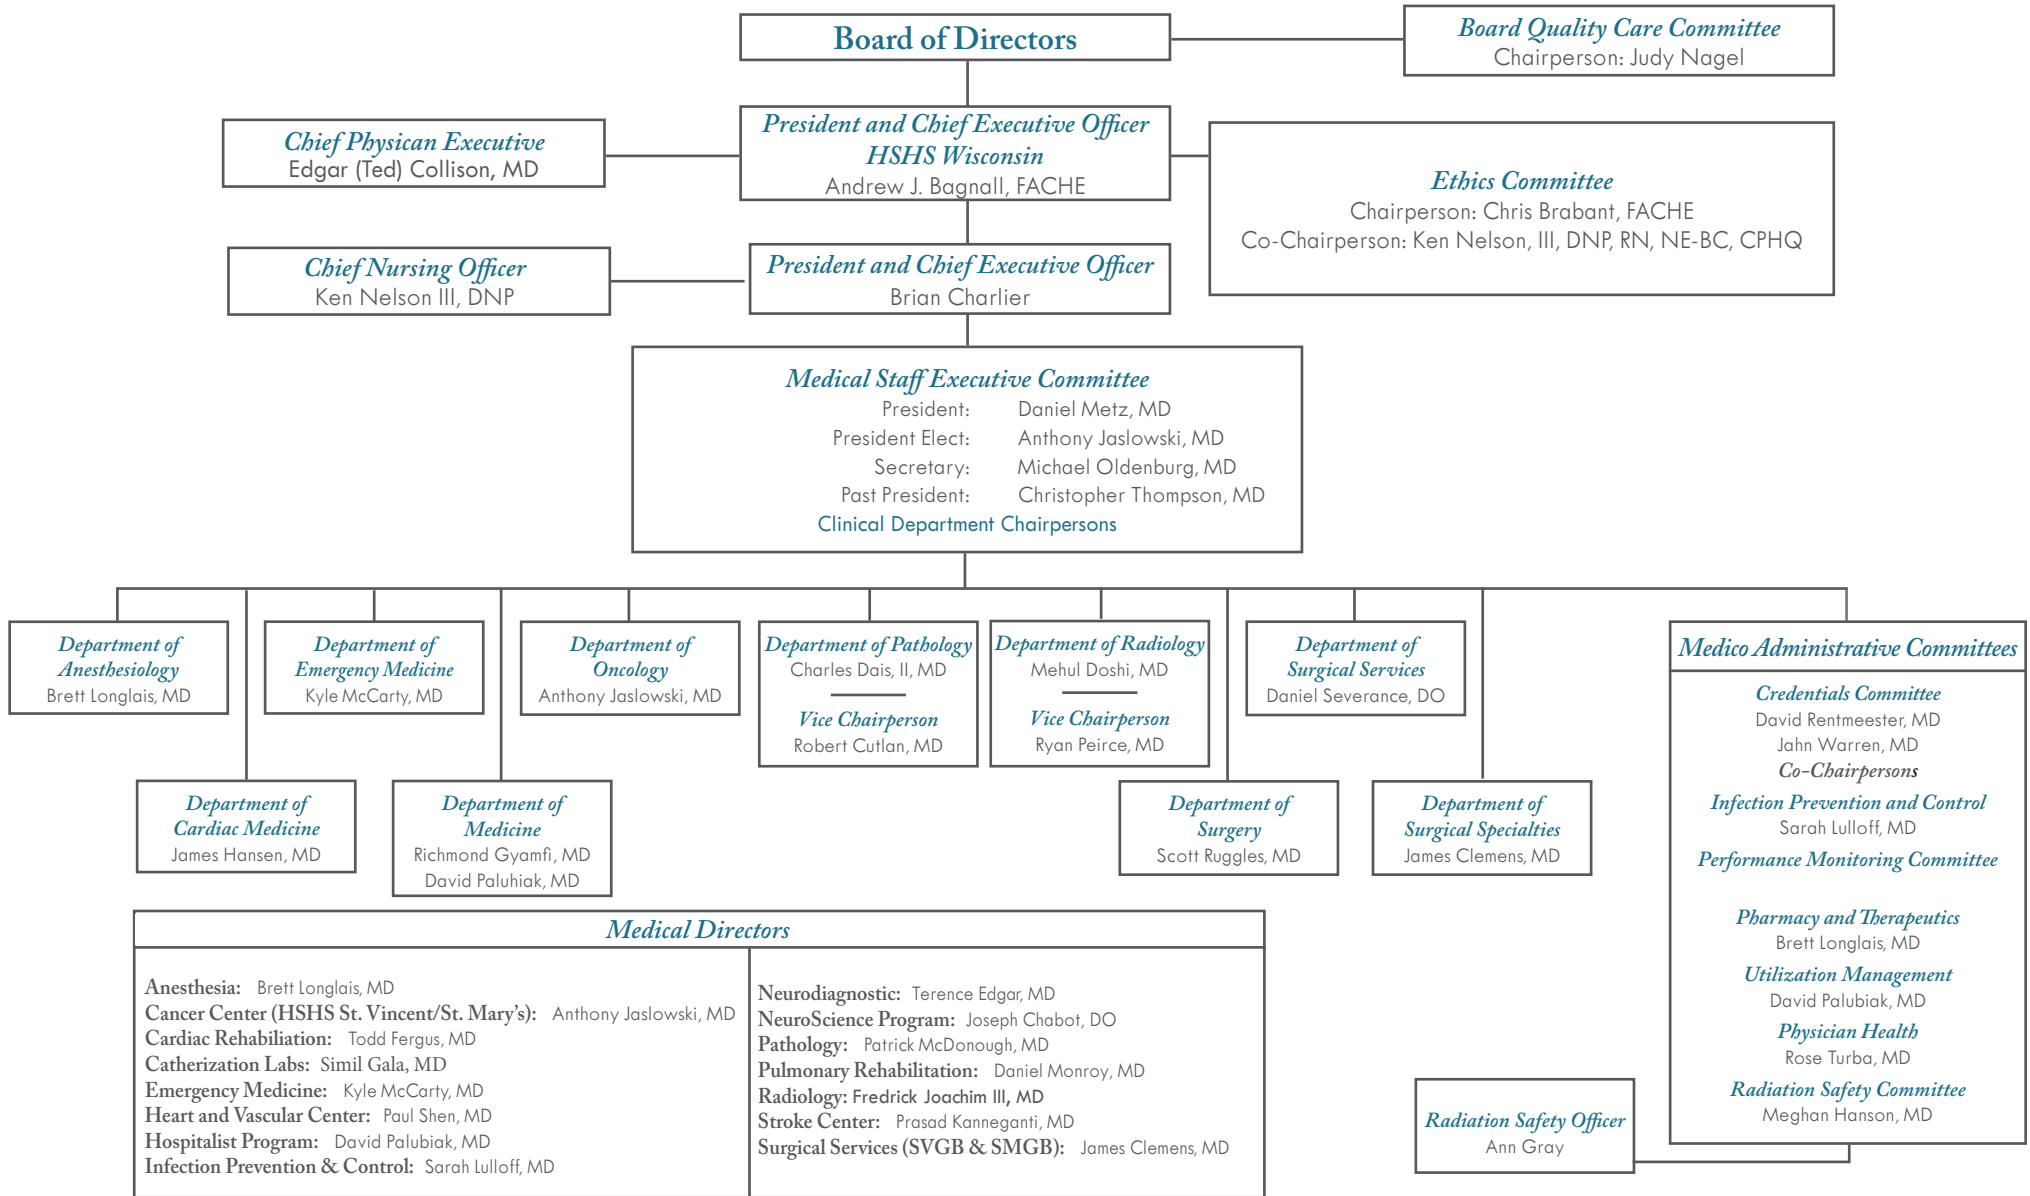 Board of Directors
Board Quality Care Committee
Chairperson: Judy Nagel
Chief Physican Executive
Edgar (Ted) Collison, MD
President and Chief Executive Officer
HSHS Wisconsin
Andrew J. Bagnall, FACHE
Ethics Committee
Chairperson: Chris Brabant, FACHE
Co-Chairperson: Ken Nelson, III, DNP, RN, NE-BC, CPHQ
Chief Nursing Officer
Ken Nelson III, DNP
President and Chief Executive Officer
Brian Charlier
Medical Staff Executive Committee
President: Daniel Metz, MD
President Elect: Anthony Jaslowski, MD
Secretary: Michael Oldenburg, MD
Past President: Christopher Thompson, MD
Clinical Department Chairpersons
Department of
Anesthesiology
Brett Longlais, MD
Department of
Emergency Medicine
Kyle McCarty, MD
Department of
Oncology
Anthony Jaslowski, MD
Department of Pathology
Charles Dais, II, MD
Vice Chairperson
Robert Cutlan, MD
Department of Radiology
Mehul Doshi, MD
Vice Chairperson
Ryan Peirce, MD
Department of
Surgical Services
Daniel Severance, DO
Department of
Cardiac Medicine
James Hansen, MD
Department of
Medicine
Richmond Gyamfi, MD
David Paluhiak, MD
Department of
Surgery
Scott Ruggles, MD
Department of
Surgical Specialties
James Clemens, MD
Medico Administrative Committees
Credentials Committee
David Rentmeester, MD
Jahn Warren, MD
Co-Chairpersons
Infection Prevention and Control
Sarah Lulloff, MD
Performance Monitoring Committee
Pharmacy and Therapeutics
Brett Longlais, MD
Utilization Management
David Palubiak, MD
Physician Health
Rose Turba, MD
Radiation Safety Committee
Meghan Hanson, MD
Radiation Safety Officer
Ann Gray
Medical Directors
Anesthesia: Brett Longlais, MD
Cancer Center (HSHS St. Vincent/St. Mary's): Anthony Jaslowski, MD
Cardiac Rehabiliation: Todd Fergus, MD
Catherization Labs: Simil Gala, MD
Emergency Medicine: Kyle McCarty, MD
Heart and Vascular Center: Paul Shen, MD
Hospitalist Program: David Palubiak, MD
Infection Prevention & Control: Sarah Lulloff, MD
Neurodiagnostic: Terence Edgar, MD
NeuroScience Program: Joseph Chabot, DO
Pathology: Patrick McDonough, MD
Pulmonary Rehabilitation: Daniel Monroy, MD
Radiology: Fredrick Joachim III, MD
Stroke Center: Prasad Kanneganti, MD
Surgical Services (SVGB & SMGB): James Clemens, MD